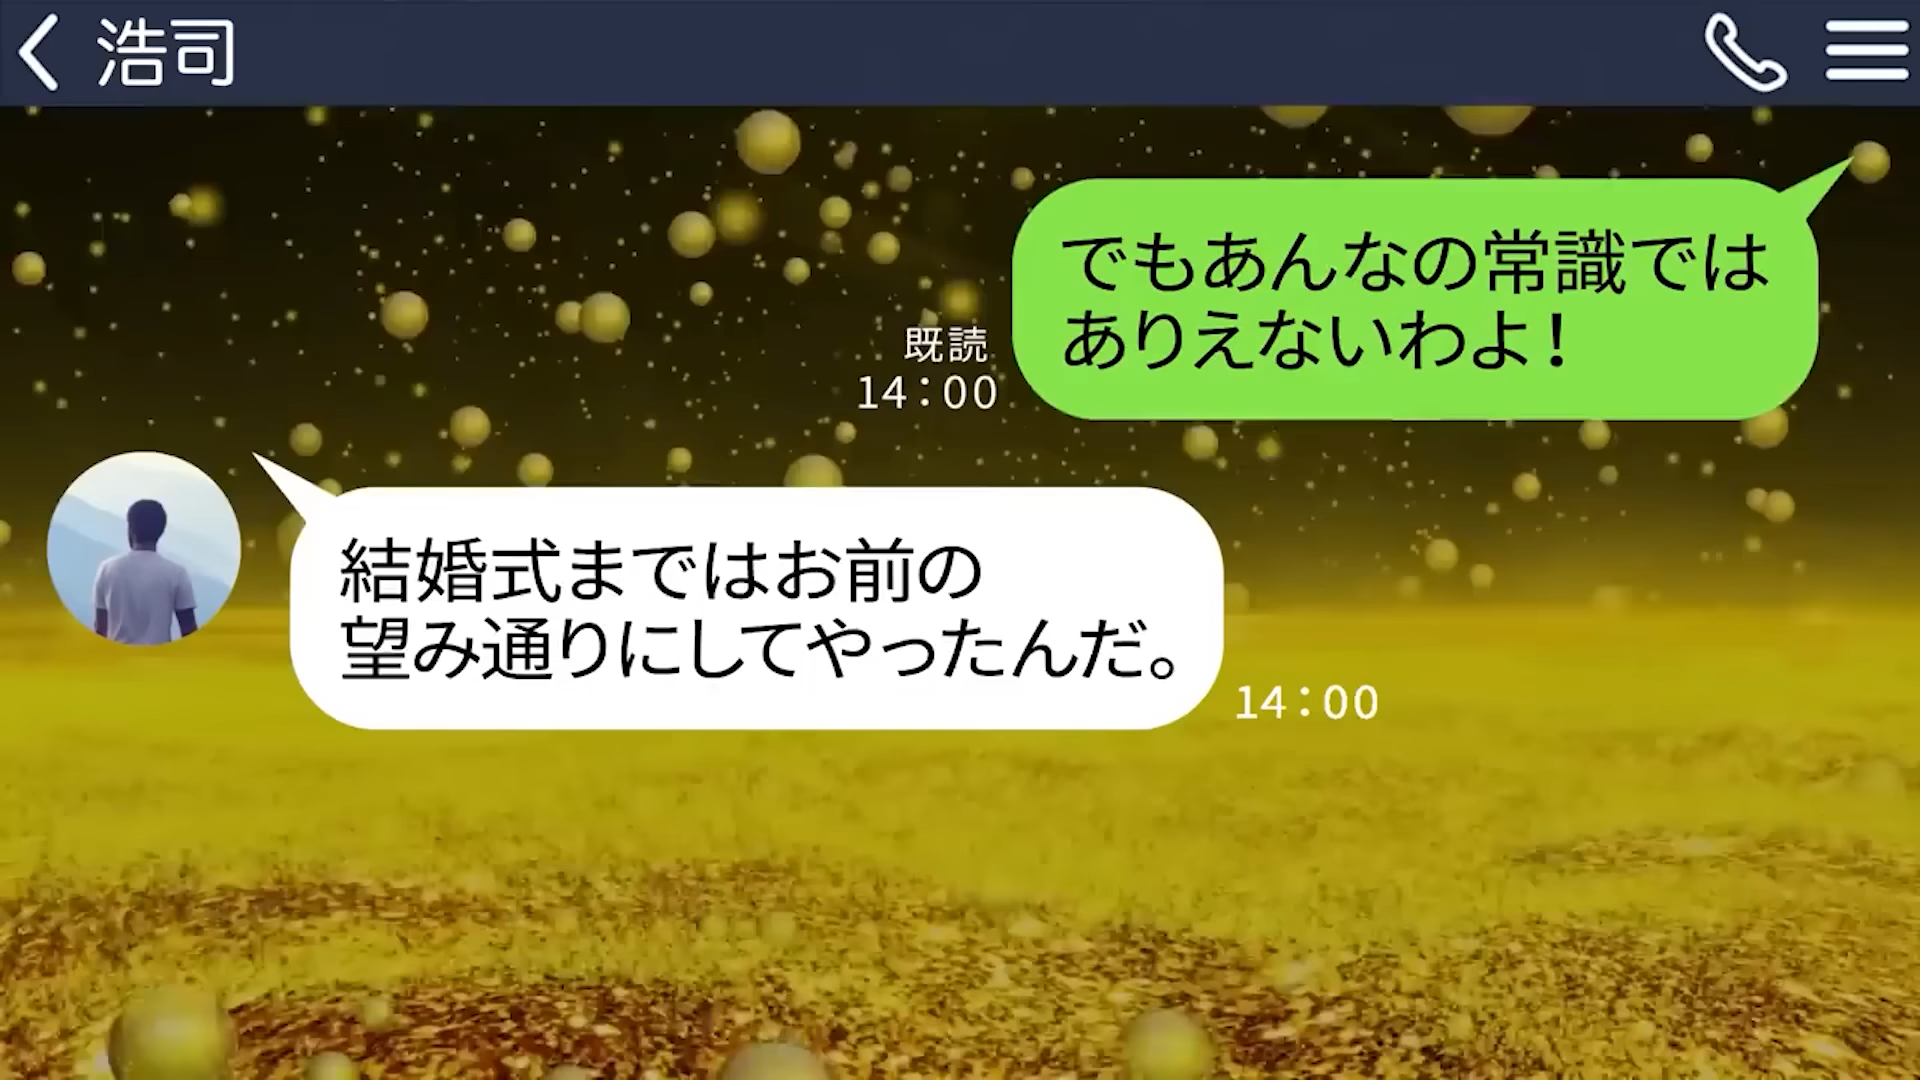 浩司
でもあんなの常識では
ありえないわよ！
既読
14：00
結婚式まではお前の
望み通りにしてやったんだ。
14：00